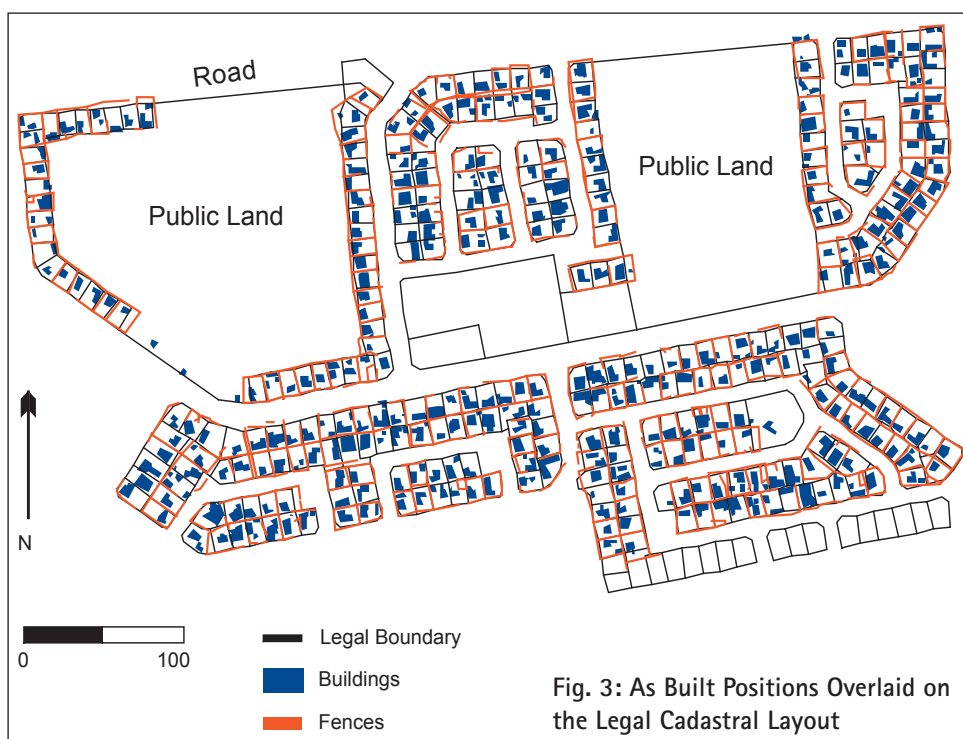 Road
Public Land
Public Land
N
0 100
Legal Boundary
Buildings
Fences
Fig. 3: As Built Positions Overlaid on
the Legal Cadastral Layout